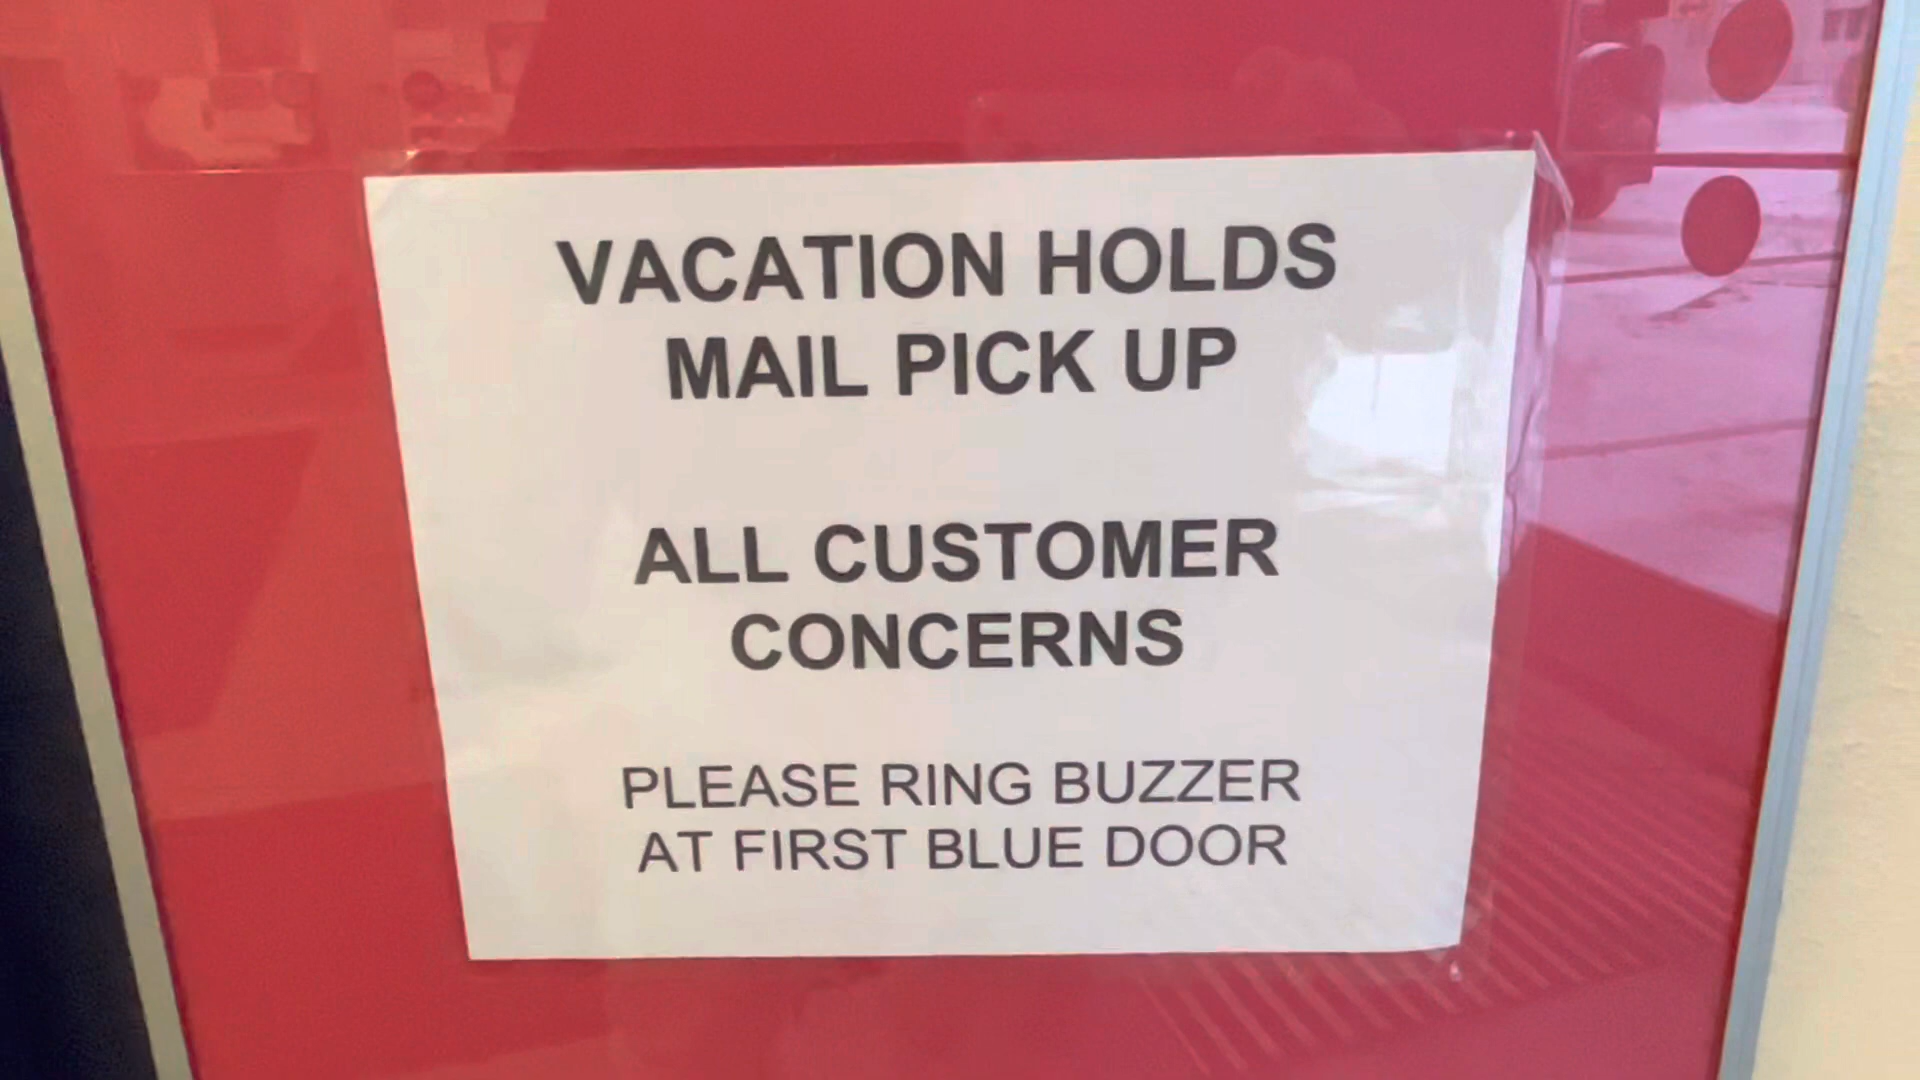 VACATION HOLDS
MAIL PICK UP
ALL CUSTOMER
CONCERNS
PLEASE RING BUZZER
AT FIRST BLUE DOOR